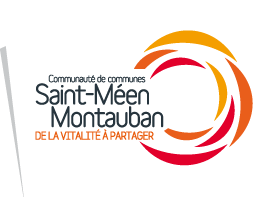 Communauté de communes
Saint-Méen
Montauban
DE LA VITALITÉ À PARTAGER